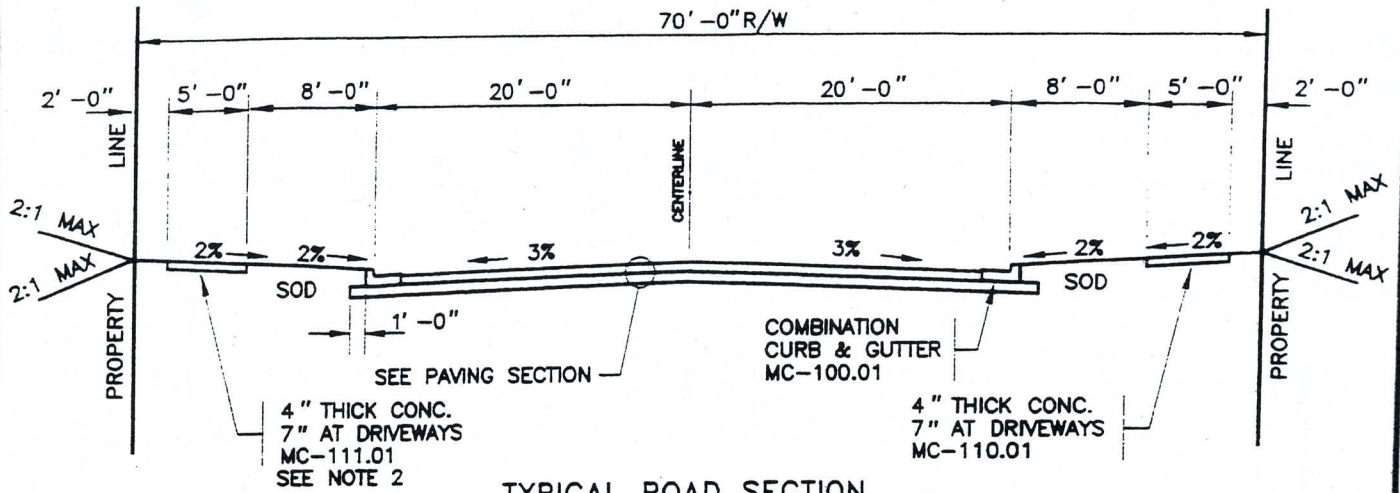 70'-0" R/W
2'-0"
5'-0"
8'-0"
20'-0"
20'-0"
8'-0"
5'-0"
2'-0"
PROPERTY LINE
CENTERLINE
PROPERTY LINE
2:1 MAX
2:1 MAX
2%
2%
3%
3%
2%
2%
2:1 MAX
2:1 MAX
SOD
SOD
1'-0"
SEE PAVING SECTION
COMBINATION
CURB & GUTTER
MC-100.01
4" THICK CONC.
7" AT DRIVEWAYS
MC-111.01
SEE NOTE 2
4" THICK CONC.
7" AT DRIVEWAYS
MC-110.01
TYPICAL ROAD SECTION